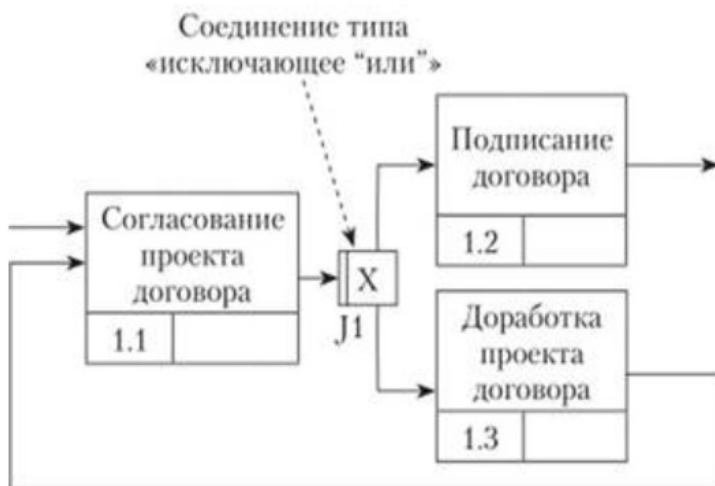 Соединение типа
«исключающее “или”»
Согласование
проекта
договора
1.1
X
J1
Подписание
договора
1.2
Доработка
проекта
договора
1.3